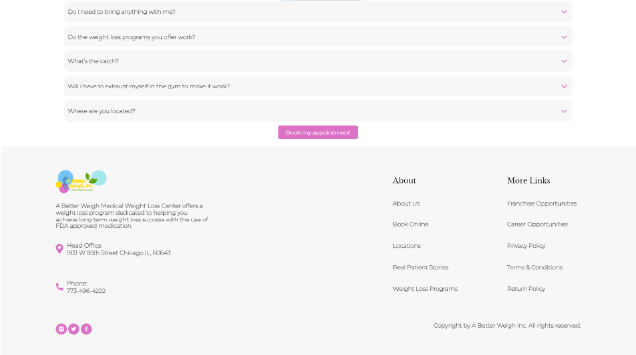 Do I need to bring anything with me?
Do the weight loss programs you offer work?
What's the catch?
Will I have to exhaust myself in the gym to make it work?
Where are you located?
Book my appointment
A Better Weigh Medical Weight Loss Center offers a
weight loss program dedicated to helping you
achieve long term weight loss success with the use of
FDA approved medication.
Head Office:
1931 W 95th Street Chicago IL, 60643
Phone:
773-496-4222
About
About Us
Book Online
Locations
Real Patient Stories
Weight Loss Programs
More Links
Franchise Opportunities
Career Opportunities
Privacy Policy
Terms & Conditions
Return Policy
Copyright by A Better Weigh Inc. All rights reserved.